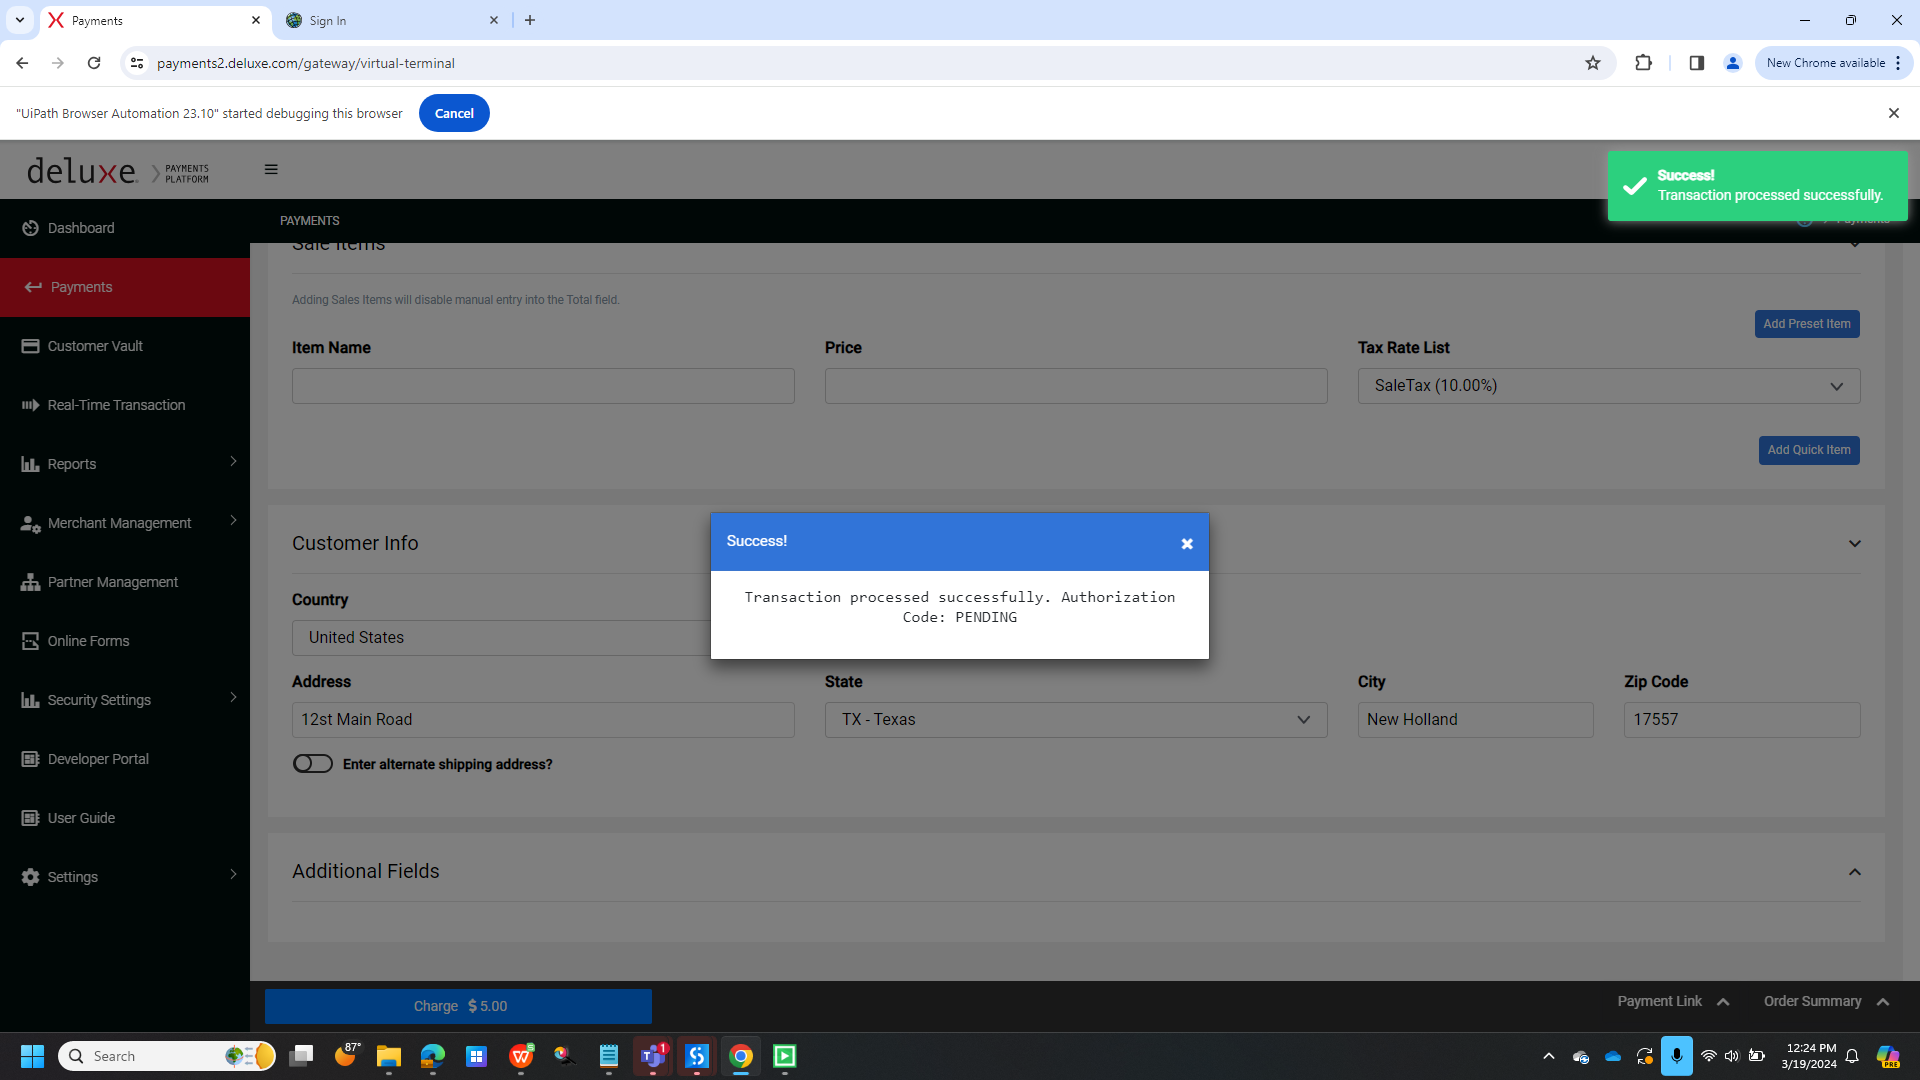 Payments
Sign In
payments2.deluxe.com/gateway/virtual-terminal
New Chrome available
"UiPath Browser Automation 23.10" started debugging this browser
Cancel
deluxe
PAYMENTS
PLATFORM
Success!
Transaction processed successfully.
Dashboard
PAYMENTS
Payments
Sale Items
Payments
Adding Sales Items will disable manual entry into the Total field.
Add Preset Item
Customer Vault
Item Name
Price
Tax Rate List
SaleTax (10.00%)
Real-Time Transaction
Add Quick Item
Reports
Merchant Management
Customer Info
Success!
Partner Management
Country
Transaction processed successfully. Authorization
Code: PENDING
Online Forms
United States
Address
State
City
Zip Code
Security Settings
12st Main Road
TX - Texas
New Holland
17557
Developer Portal
Enter alternate shipping address?
User Guide
Additional Fields
Settings
Charge $ 5.00
Payment Link
Order Summary
Search
87°
1
12:24 PM
3/19/2024
PRE